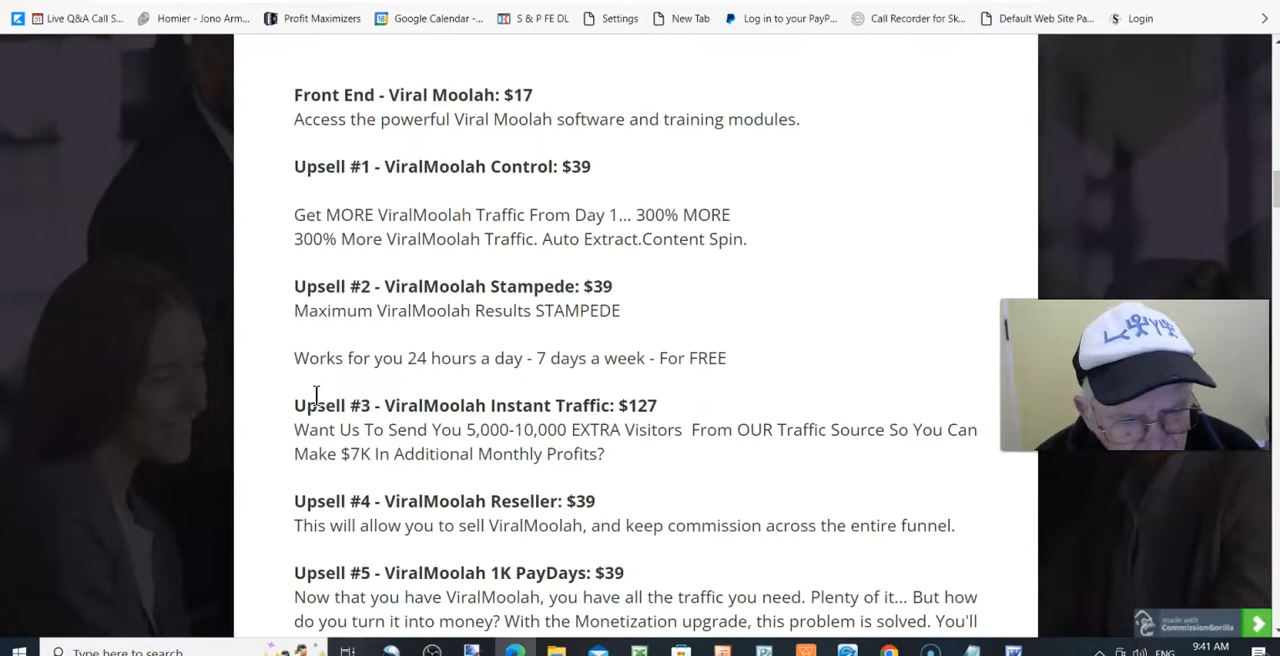 Live Q&A Call S... Homier - Jono Arm... Profit Maximizers Google Calendar -... S & P FE DL Settings New Tab Log in to your PayP... Call Recorder for Sk... Default Web Site Pa... Login
Front End - Viral Moolah: $17
Access the powerful Viral Moolah software and training modules.
Upsell #1 - ViralMoolah Control: $39
Get MORE ViralMoolah Traffic From Day 1... 300% MORE
300% More ViralMoolah Traffic. Auto Extract.Content Spin.
Upsell #2 - ViralMoolah Stampede: $39
Maximum ViralMoolah Results STAMPEDE
Works for you 24 hours a day - 7 days a week - For FREE
Upsell #3 - ViralMoolah Instant Traffic: $127
Want Us To Send You 5,000-10,000 EXTRA Visitors From OUR Traffic Source So You Can
Make $7K In Additional Monthly Profits?
Upsell #4 - ViralMoolah Reseller: $39
This will allow you to sell ViralMoolah, and keep commission across the entire funnel.
Upsell #5 - ViralMoolah 1K PayDays: $39
Now that you have ViralMoolah, you have all the traffic you need. Plenty of it... But how
do you turn it into money? With the Monetization upgrade, this problem is solved. You'll
made with
CommissionGorilla
Type here to search
ENG
9:41 AM